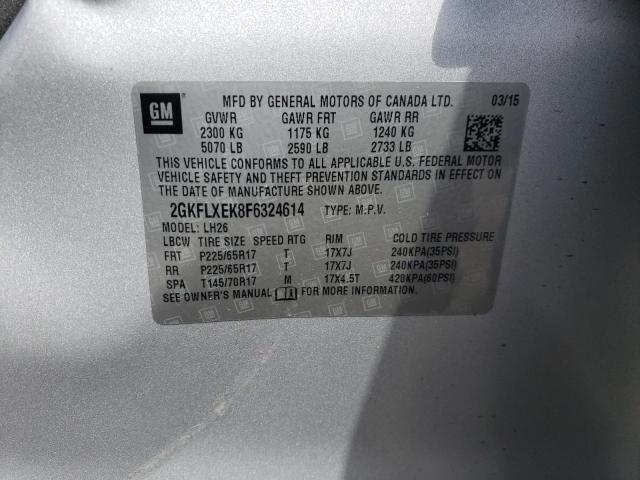 GM
MFD BY GENERAL MOTORS OF CANADA LTD. 03/15
GVWR GAWR FRT GAWR RR
2300 KG 1175 KG 1240 KG
5070 LB 2590 LB 2733 LB
THIS VEHICLE CONFORMS TO ALL APPLICABLE U.S. FEDERAL MOTOR
VEHICLE SAFETY AND THEFT PREVENTION STANDARDS IN EFFECT ON
THE DATE OF MANUFACTURE SHOWN ABOVE.
2GKFLXEK8F6324614 TYPE: M.P.V.
MODEL: LH26
LBCW TIRE SIZE SPEED RTG RIM COLD TIRE PRESSURE
FRT P225/65R17 T 17X7J 240KPA(35PSI)
RR P225/65R17 T 17X7J 240KPA(35PSI)
SPA T145/70R17 M 17X4.5T 420KPA(60PSI)
SEE OWNER'S MANUAL FOR MORE INFORMATION.